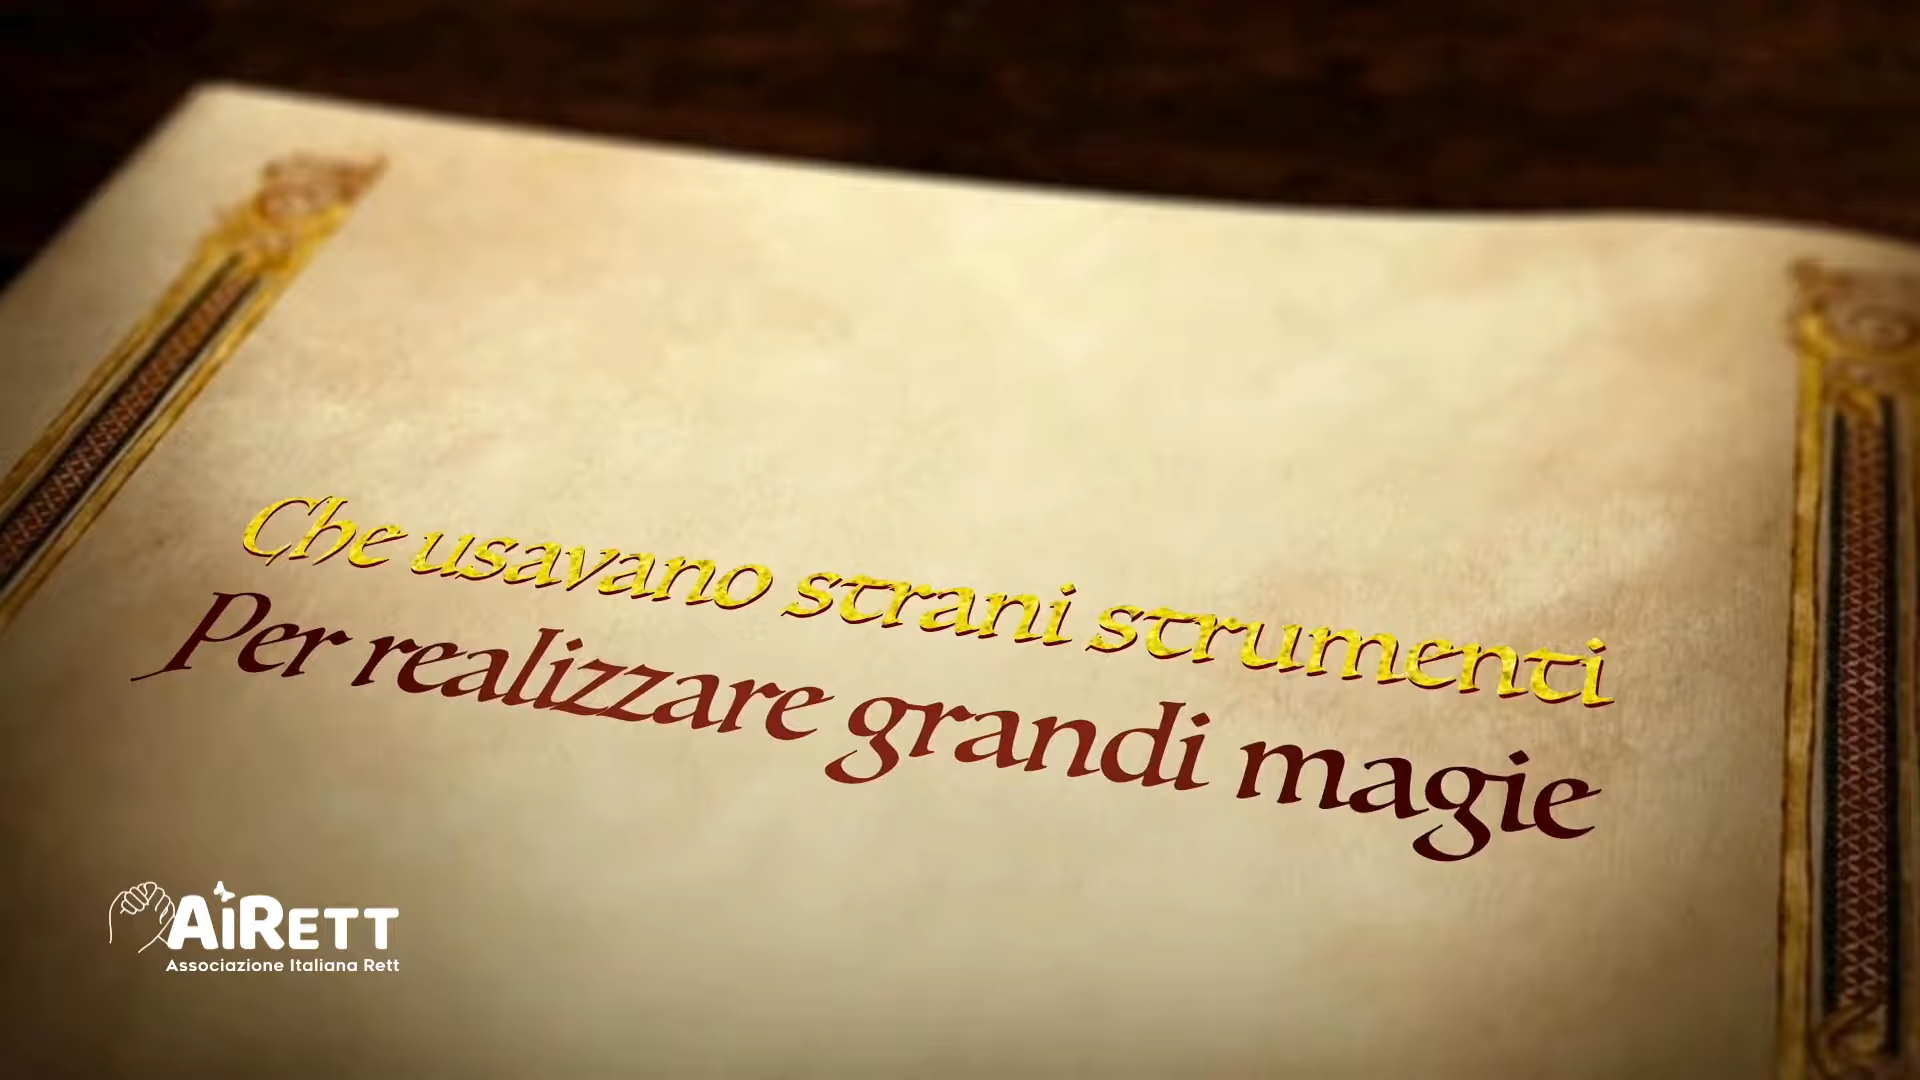 Che usavano strani strumenti
Per realizzare grandi magie
AiRETT
Associazione Italiana Rett